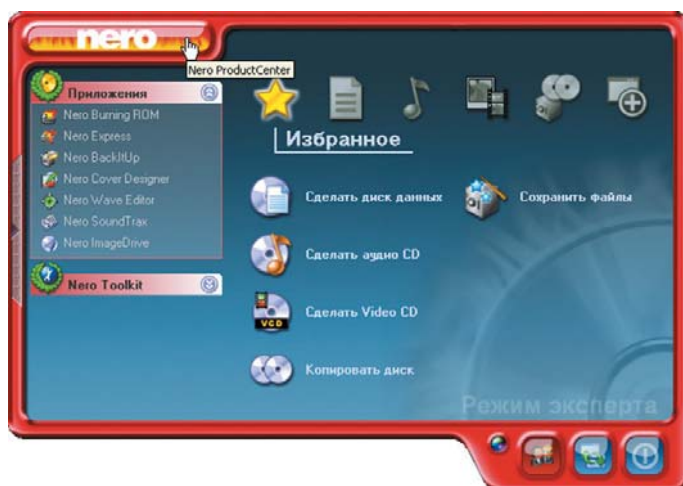 nero
Nero ProductCenter
Приложения
Nero Burning ROM
Nero Express
Nero BackItUp
Nero Cover Designer
Nero Wave Editor
Nero SoundTrax
Nero ImageDrive
Nero Toolkit
Избранное
Сделать диск данных
Сохранить файлы
Сделать аудио CD
VCD
Сделать Video CD
Копировать диск
Режим эксперта